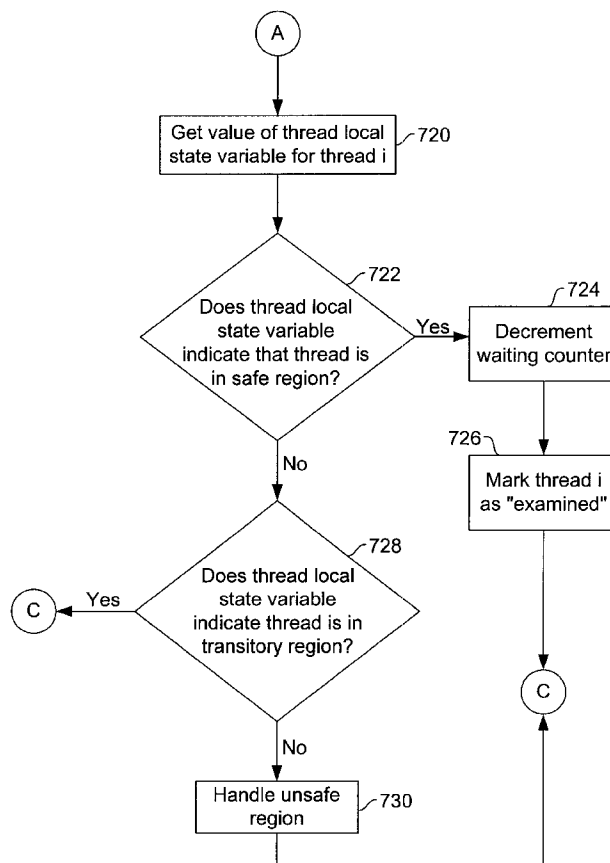 A
Get value of thread local
state variable for thread i
720
722
Does thread local
state variable
indicate that thread is
in safe region?
Yes
724
Decrement
waiting counter
726
Mark thread i
as "examined"
No
728
Does thread local
state variable
indicate thread is in
transitory region?
Yes
C
C
No
Handle unsafe
region
730